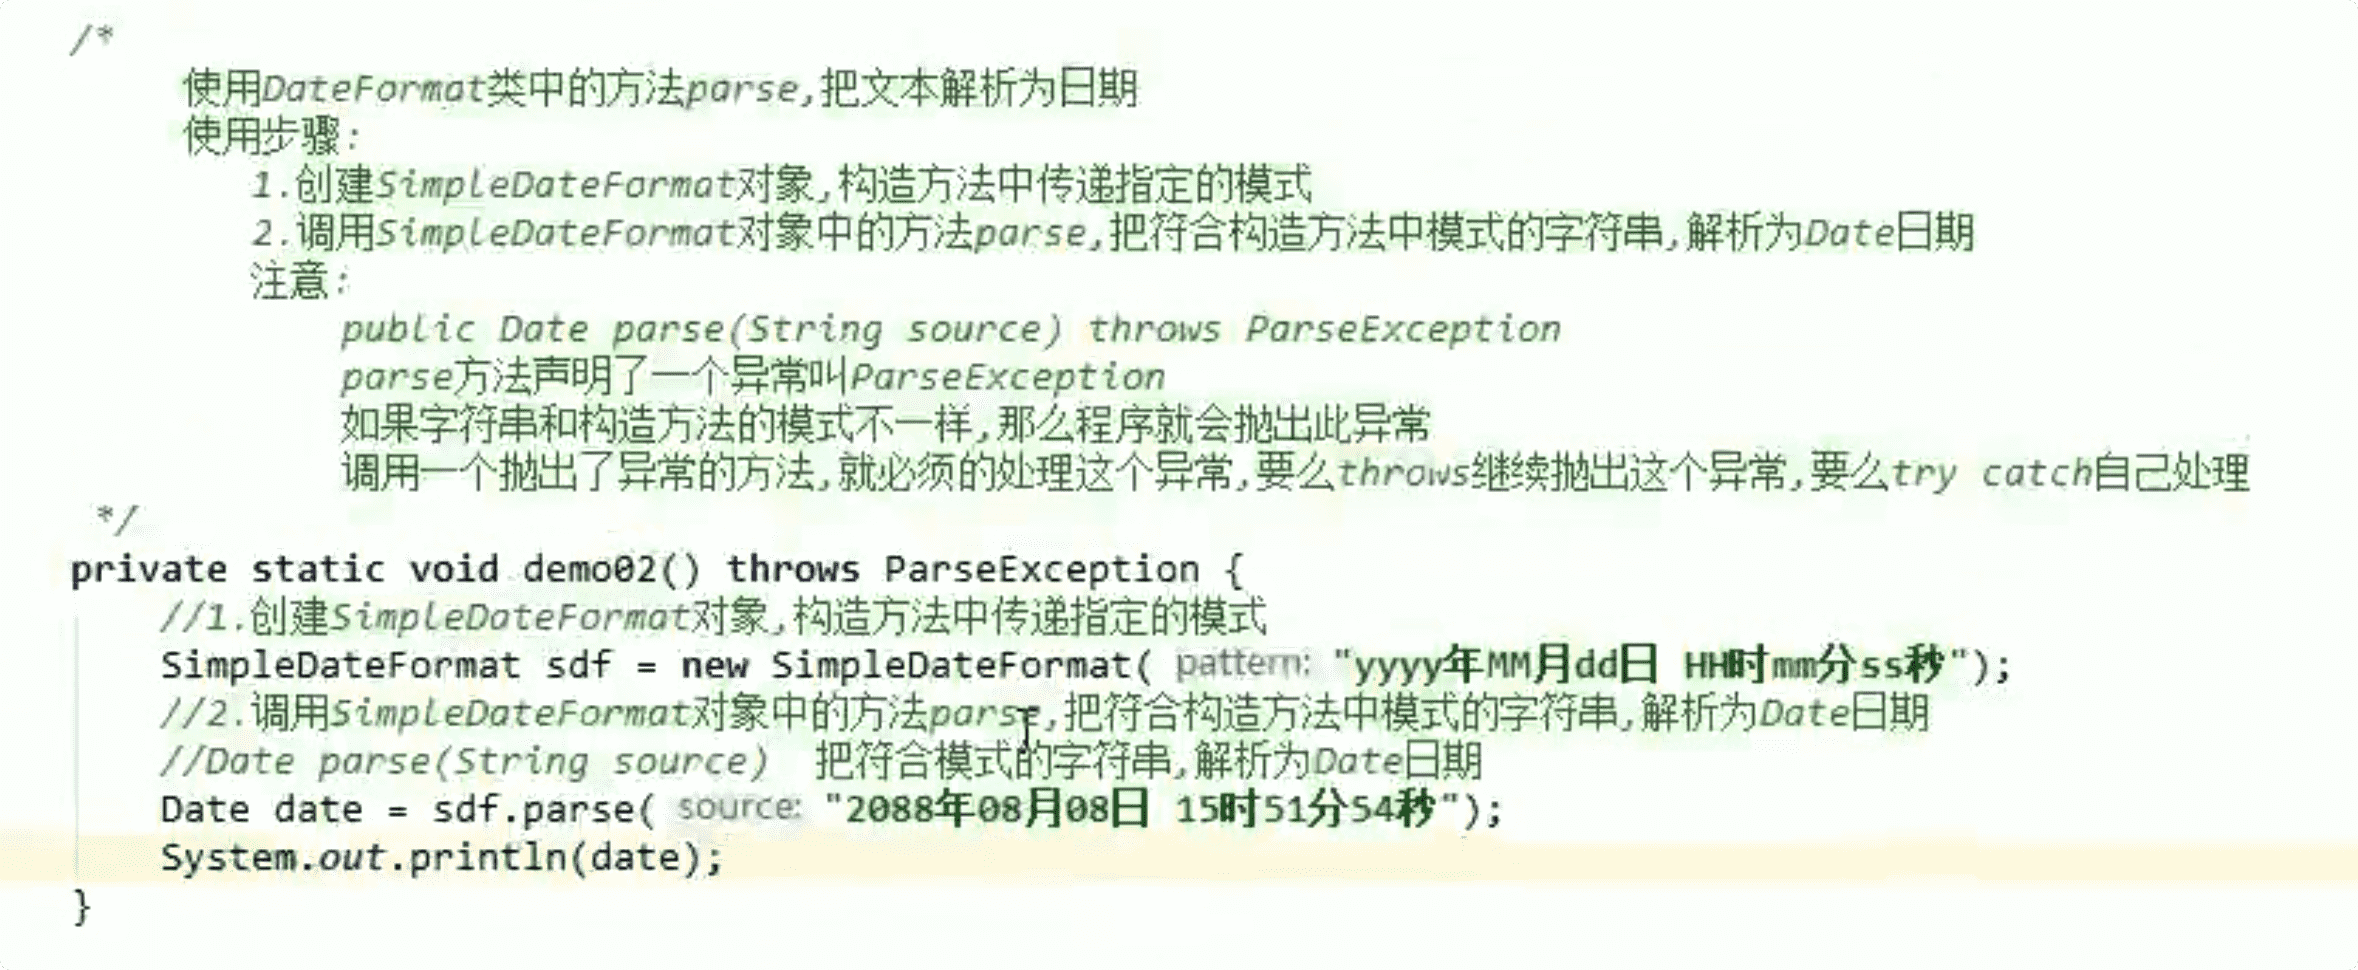 /*
使用DateFormat类中的方法parse,把文本解析为日期
使用步骤:
1.创建SimpleDateFormat对象,构造方法中传递指定的模式
2.调用SimpleDateFormat对象中的方法parse,把符合构造方法中模式的字符串,解析为Date日期
注意:
public Date parse(String source) throws ParseException
parse方法声明了一个异常叫ParseException
如果字符串和构造方法的模式不一样,那么程序就会抛出此异常
调用一个抛出了异常的方法,就必须的处理这个异常,要么throws继续抛出这个异常,要么try catch自己处理
*/
private static void demo02() throws ParseException {
//1.创建SimpleDateFormat对象,构造方法中传递指定的模式
SimpleDateFormat sdf = new SimpleDateFormat( pattern: "yyyy年MM月dd日 HH时mm分ss秒");
//2.调用SimpleDateFormat对象中的方法parse,把符合构造方法中模式的字符串,解析为Date日期
//Date parse(String source)  把符合模式的字符串,解析为Date日期
Date date = sdf.parse( source: "2088年08月08日 15时51分54秒");
System.out.println(date);
}